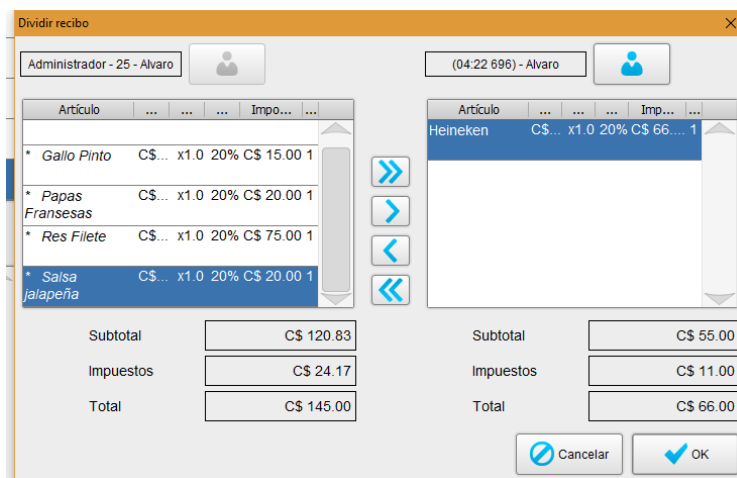 Dividir recibo
Administrador - 25 - Alvaro
(04:22 696) - Alvaro
Artículo ... ... ... Impo... ...
* Gallo Pinto C$... x1.0 20% C$ 15.00 1
* Papas
Fransesas C$... x1.0 20% C$ 20.00 1
* Res Filete C$... x1.0 20% C$ 75.00 1
* Salsa
jalapeña C$... x1.0 20% C$ 20.00 1
Artículo ... ... ... Imp... ...
Heineken C$... x1.0 20% C$ 66.... 1
Subtotal C$ 120.83
Impuestos C$ 24.17
Total C$ 145.00
Subtotal C$ 55.00
Impuestos C$ 11.00
Total C$ 66.00
Cancelar
OK